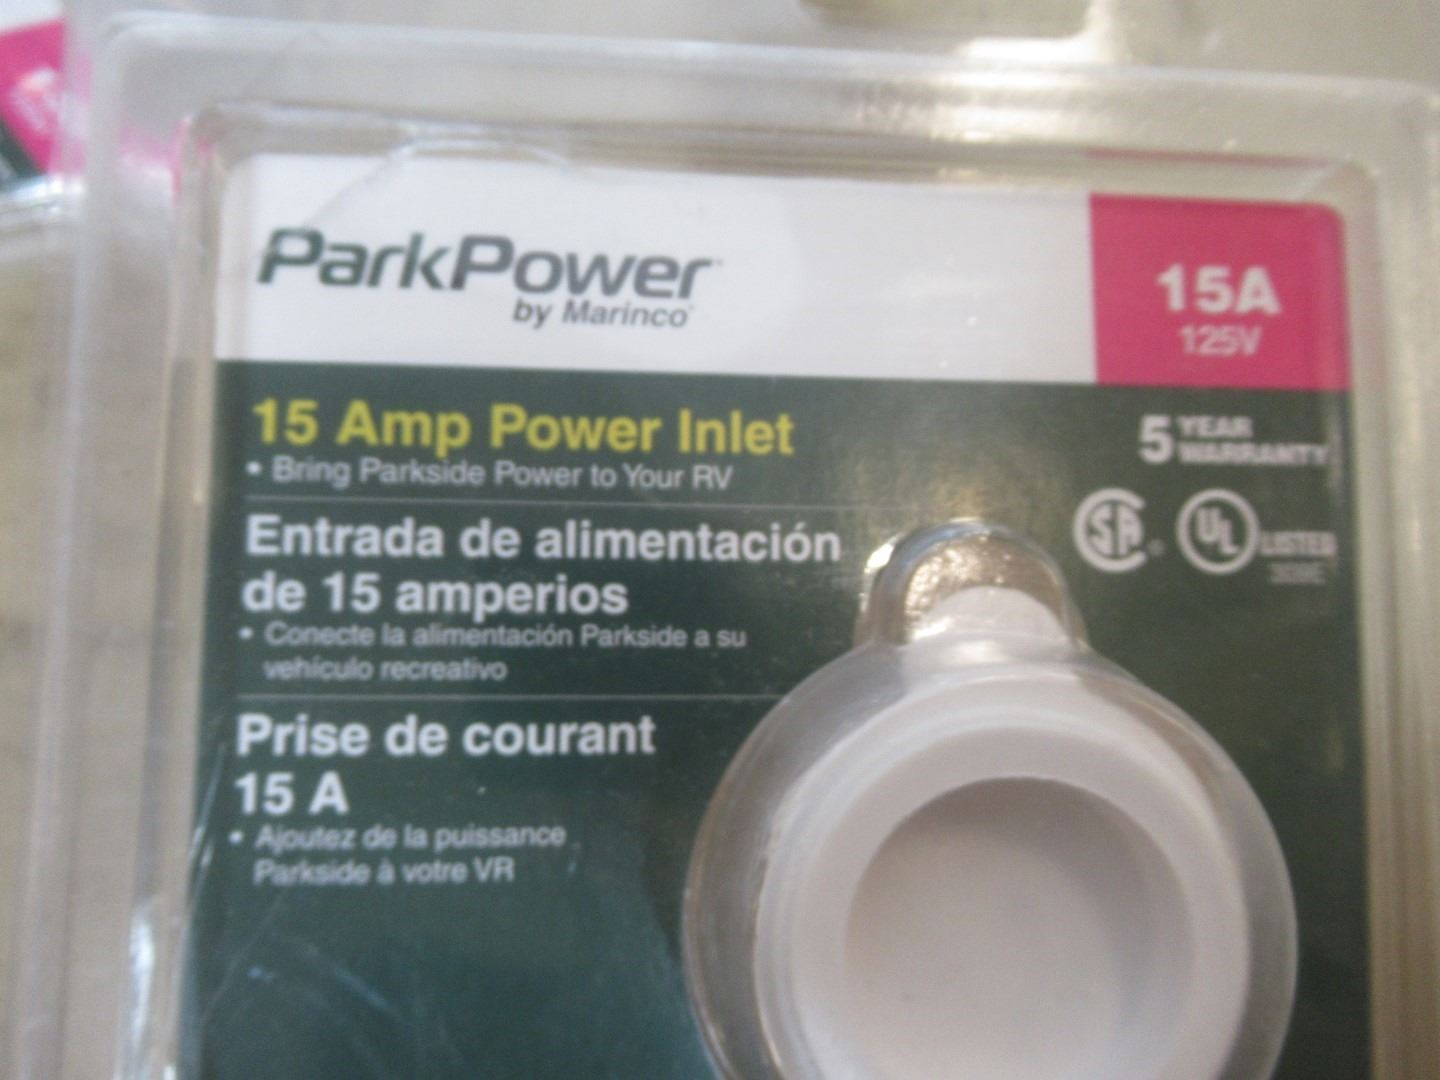 ParkPower
by Marinco
15A
125V
15 Amp Power Inlet
• Bring Parkside Power to Your RV
5 YEAR
WARRANTY
Entrada de alimentación
de 15 amperios
• Conecte la alimentación Parkside a su
vehículo recreativo
SA
UL LISTED
Prise de courant
15 A
• Ajoutez de la puissance
Parkside à votre VR